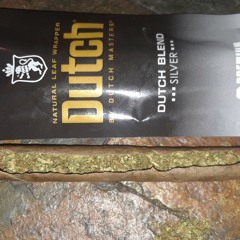 NATURAL LEAF WRAPPER
Dutch
BY DUTCH MASTERS
DUTCH BLEND
SILVER